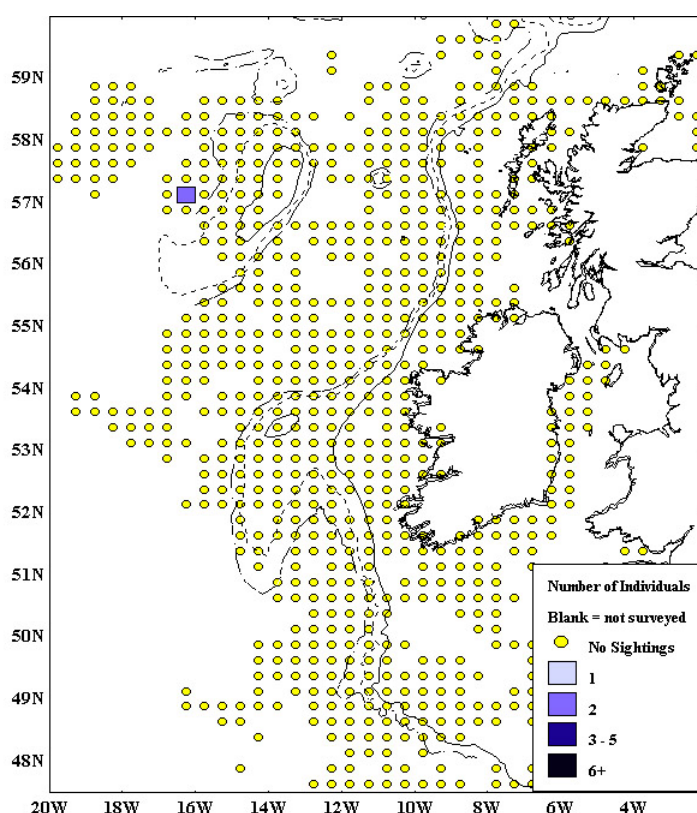 59N
58N
57N
56N
55N
54N
53N
52N
51N
50N
49N
48N
Number of Individuals
Blank = not surveyed
No Sightings
1
2
3 - 5
6+
20W 18W 16W 14W 12W 10W 8W 6W 4W